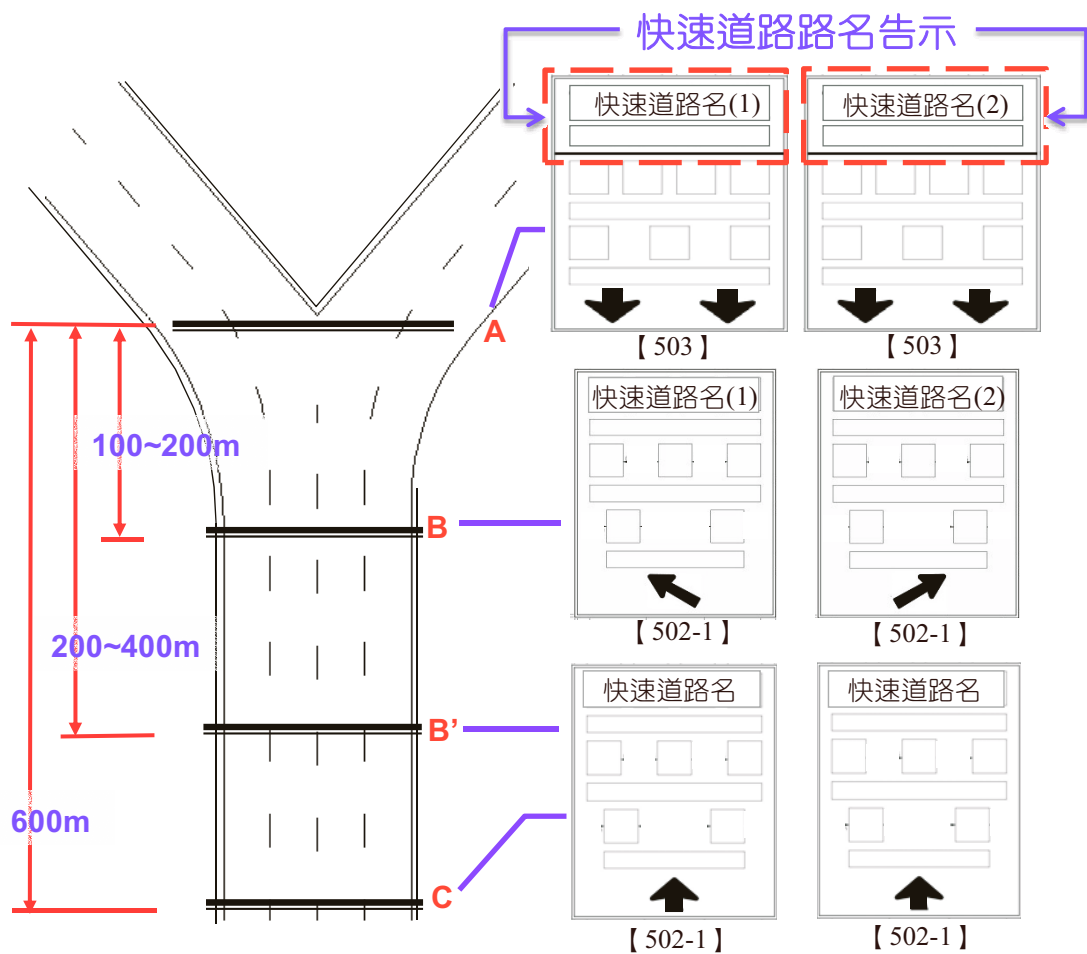 快速道路路名告示
快速道路名(1)
快速道路名(2)
A
【 503 】
【 503 】
快速道路名(1)
快速道路名(2)
100~200m
B
【 502-1 】
【 502-1 】
200~400m
快速道路名
快速道路名
B’
600m
C
【 502-1 】
【 502-1 】